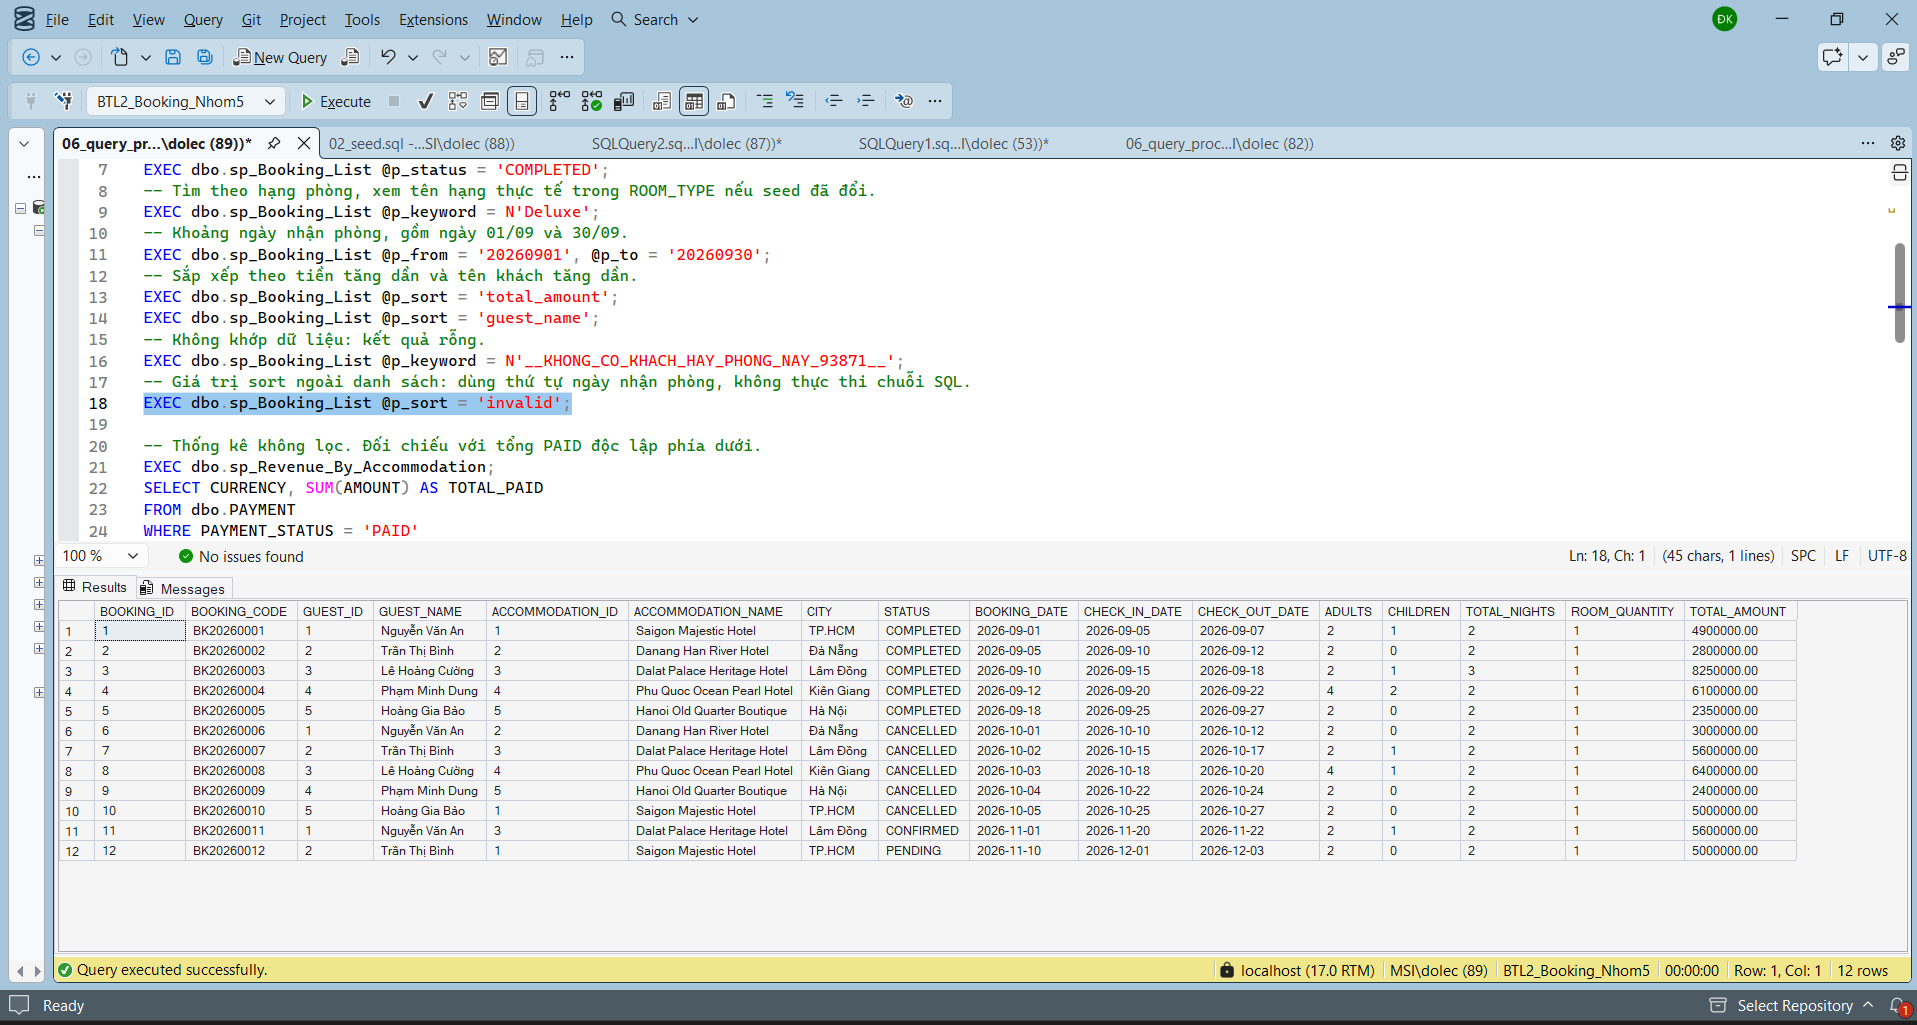 File Edit View Query Git Project Tools Extensions Window Help Search ĐK
New Query
BTL2_Booking_Nhom5 Execute
06_query_pr...\dolec (89))* 02_seed.sql -...SI\dolec (88)) SQLQuery2.sq...I\dolec (87))* SQLQuery1.sq...I\dolec (53))* 06_query_proc...I\dolec (82))
7 EXEC dbo.sp_Booking_List @p_status = 'COMPLETED';
8 -- Tìm theo hạng phòng, xem tên hạng thực tế trong ROOM_TYPE nếu seed đã đổi.
9 EXEC dbo.sp_Booking_List @p_keyword = N'Deluxe';
10 -- Khoảng ngày nhận phòng, gồm ngày 01/09 và 30/09.
11 EXEC dbo.sp_Booking_List @p_from = '20260901', @p_to = '20260930';
12 -- Sắp xếp theo tiền tăng dần và tên khách tăng dần.
13 EXEC dbo.sp_Booking_List @p_sort = 'total_amount';
14 EXEC dbo.sp_Booking_List @p_sort = 'guest_name';
15 -- Không khớp dữ liệu: kết quả rỗng.
16 EXEC dbo.sp_Booking_List @p_keyword = N'__KHONG_CO_KHACH_HAY_PHONG_NAY_93871__';
17 -- Giá trị sort ngoài danh sách: dùng thứ tự ngày nhận phòng, không thực thi chuỗi SQL.
18 EXEC dbo.sp_Booking_List @p_sort = 'invalid';
19
20 -- Thống kê không lọc. Đối chiếu với tổng PAID độc lập phía dưới.
21 EXEC dbo.sp_Revenue_By_Accommodation;
22 SELECT CURRENCY, SUM(AMOUNT) AS TOTAL_PAID
23 FROM dbo.PAYMENT
24 WHERE PAYMENT_STATUS = 'PAID'
100 % No issues found Ln: 18, Ch: 1 (45 chars, 1 lines) SPC LF UTF-8
Results Messages
BOOKING_ID BOOKING_CODE GUEST_ID GUEST_NAME ACCOMMODATION_ID ACCOMMODATION_NAME CITY STATUS BOOKING_DATE CHECK_IN_DATE CHECK_OUT_DATE ADULTS CHILDREN TOTAL_NIGHTS ROOM_QUANTITY TOTAL_AMOUNT
1 1 BK20260001 1 Nguyễn Văn An 1 Saigon Majestic Hotel TP.HCM COMPLETED 2026-09-01 2026-09-05 2026-09-07 2 1 2 1 4900000.00
2 2 BK20260002 2 Trần Thị Bình 2 Danang Han River Hotel Đà Nẵng COMPLETED 2026-09-05 2026-09-10 2026-09-12 2 0 2 1 2800000.00
3 3 BK20260003 3 Lê Hoàng Cường 3 Dalat Palace Heritage Hotel Lâm Đồng COMPLETED 2026-09-10 2026-09-15 2026-09-18 2 1 3 1 8250000.00
4 4 BK20260004 4 Phạm Minh Dung 4 Phu Quoc Ocean Pearl Hotel Kiên Giang COMPLETED 2026-09-12 2026-09-20 2026-09-22 4 2 2 1 6100000.00
5 5 BK20260005 5 Hoàng Gia Bảo 5 Hanoi Old Quarter Boutique Hà Nội COMPLETED 2026-09-18 2026-09-25 2026-09-27 2 0 2 1 2350000.00
6 6 BK20260006 1 Nguyễn Văn An 2 Danang Han River Hotel Đà Nẵng CANCELLED 2026-10-01 2026-10-10 2026-10-12 2 0 2 1 3000000.00
7 7 BK20260007 2 Trần Thị Bình 3 Dalat Palace Heritage Hotel Lâm Đồng CANCELLED 2026-10-02 2026-10-15 2026-10-17 2 1 2 1 5600000.00
8 8 BK20260008 3 Lê Hoàng Cường 4 Phu Quoc Ocean Pearl Hotel Kiên Giang CANCELLED 2026-10-03 2026-10-18 2026-10-20 4 1 2 1 6400000.00
9 9 BK20260009 4 Phạm Minh Dung 5 Hanoi Old Quarter Boutique Hà Nội CANCELLED 2026-10-04 2026-10-22 2026-10-24 2 0 2 1 2400000.00
10 10 BK20260010 5 Hoàng Gia Bảo 1 Saigon Majestic Hotel TP.HCM CANCELLED 2026-10-05 2026-10-25 2026-10-27 2 0 2 1 5000000.00
11 11 BK20260011 1 Nguyễn Văn An 3 Dalat Palace Heritage Hotel Lâm Đồng CONFIRMED 2026-11-01 2026-11-20 2026-11-22 2 1 2 1 5600000.00
12 12 BK20260012 2 Trần Thị Bình 1 Saigon Majestic Hotel TP.HCM PENDING 2026-11-10 2026-12-01 2026-12-03 2 0 2 1 5000000.00
Query executed successfully. localhost (17.0 RTM) MSI\dolec (89) BTL2_Booking_Nhom5 00:00:00 Row: 1, Col: 1 12 rows
Ready Select Repository 1